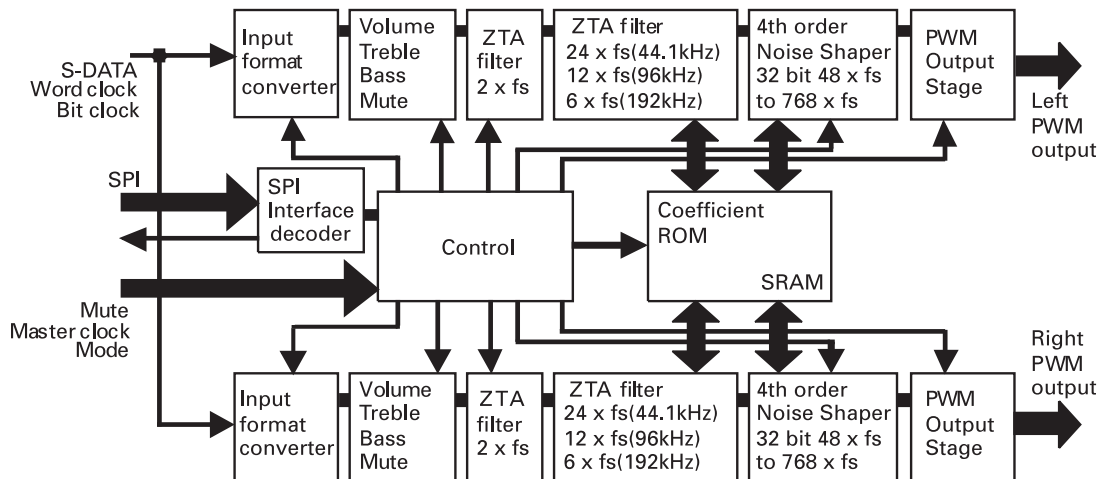 S-DATA
Word clock
Bit clock
Input
format
converter
Volume
Treble
Bass
Mute
ZTA
filter
2 x fs
ZTA filter
24 x fs(44.1kHz)
12 x fs(96kHz)
6 x fs(192kHz)
4th order
Noise Shaper
32 bit 48 x fs
to 768 x fs
PWM
Output
Stage
Left
PWM
output
SPI
SPI
Interface
decoder
Control
Coefficient
ROM
SRAM
Mute
Master clock
Mode
Right
PWM
output
Input
format
converter
Volume
Treble
Bass
Mute
ZTA
filter
2 x fs
ZTA filter
24 x fs(44.1kHz)
12 x fs(96kHz)
6 x fs(192kHz)
4th order
Noise Shaper
32 bit 48 x fs
to 768 x fs
PWM
Output
Stage